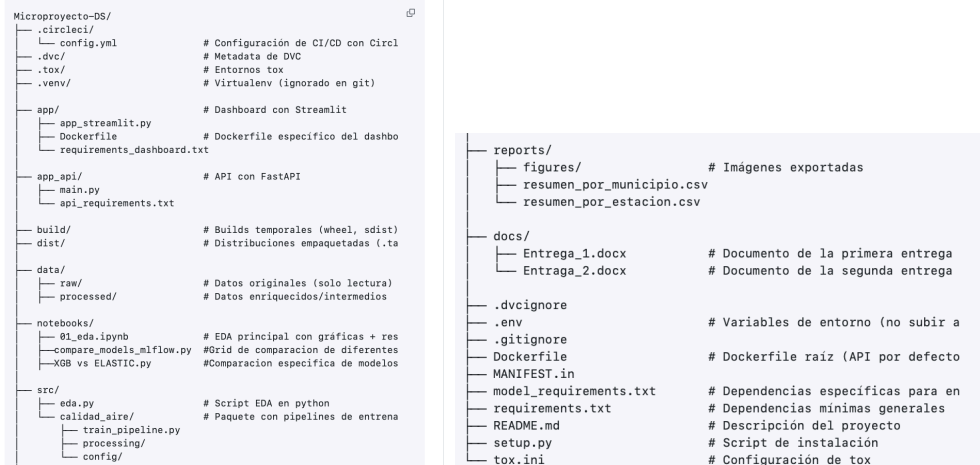 Microproyecto-DS/
├── .circleci/
│   └── config.yml                # Configuración de CI/CD con Circl
├── .dvc/                         # Metadata de DVC
├── .tox/                         # Entornos tox
├── .venv/                        # Virtualenv (ignorado en git)
│
├── app/                          # Dashboard con Streamlit
│   ├── app_streamlit.py
│   ├── Dockerfile                # Dockerfile específico del dashbo
│   └── requirements_dashboard.txt
│
├── app_api/                      # API con FastAPI
│   ├── main.py
│   └── api_requirements.txt
│
├── build/                        # Builds temporales (wheel, sdist)
├── dist/                         # Distribuciones empaquetadas (.ta
│
├── data/
│   ├── raw/                      # Datos originales (solo lectura)
│   ├── processed/                # Datos enriquecidos/intermedios
│
├── notebooks/
│   ├── 01_eda.ipynb              # EDA principal con gráficas + res
│   ├──compare_models_mlflow.py  #Grid de comparacion de diferentes
│   ├──XGB vs ELASTIC.py         #Comparacion especifica de modelos
│
├── src/
│   ├── eda.py                    # Script EDA en python
│   └── calidad_aire/             # Paquete con pipelines de entrena
│       ├── train_pipeline.py
│       ├── processing/
│       └── config/
├── reports/
│   ├── figures/                  # Imágenes exportadas
│   ├── resumen_por_municipio.csv
│   └── resumen_por_estacion.csv
│
├── docs/
│   ├── Entrega_1.docx            # Documento de la primera entrega
│   └── Entraga_2.docx            # Documento de la segunda entrega
│
├── .dvcignore
├── .env                          # Variables de entorno (no subir a
├── .gitignore
├── Dockerfile                    # Dockerfile raíz (API por defecto
├── MANIFEST.in
├── model_requirements.txt        # Dependencias específicas para en
├── requirements.txt              # Dependencias mínimas generales
├── README.md                     # Descripción del proyecto
├── setup.py                      # Script de instalación
└── tox.ini                       # Configuración de tox